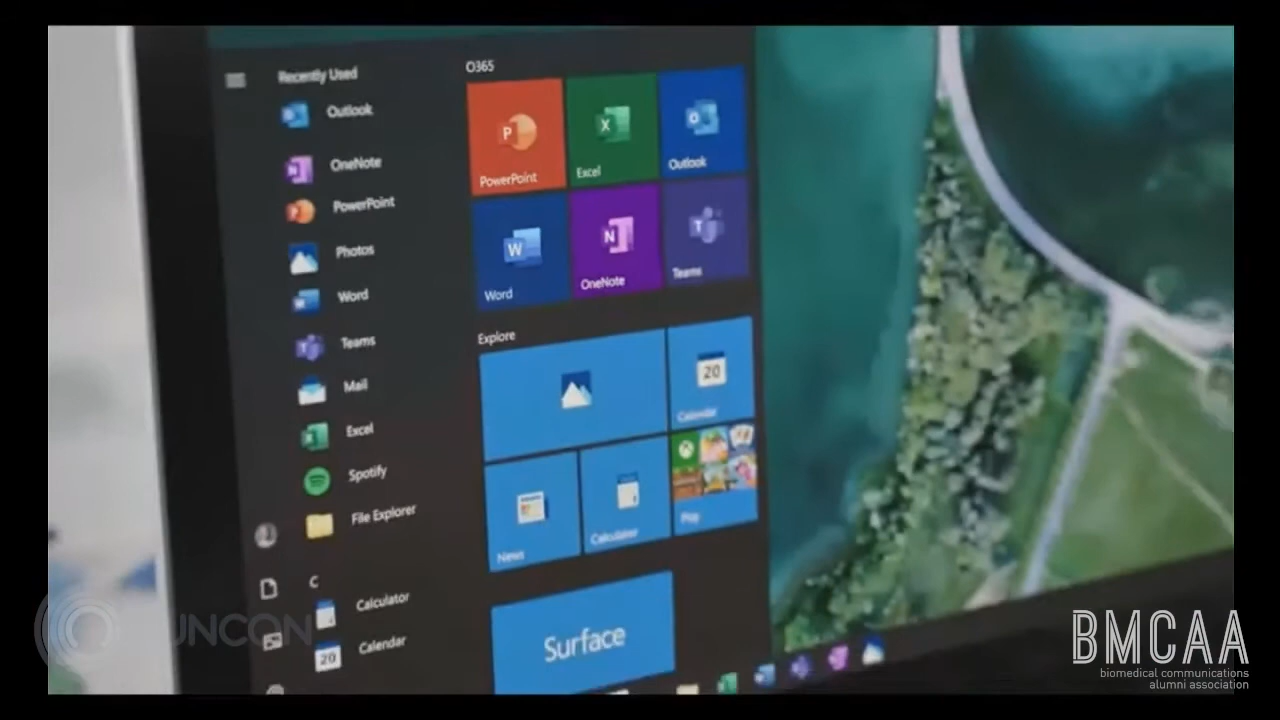 Recently Used
Outlook
OneNote
PowerPoint
Photos
Word
Teams
Mail
Excel
Spotify
File Explorer
C
Calculator
Calendar
20
O365
P
PowerPoint
X
Excel
O
Outlook
W
Word
N
OneNote
T
Teams
Explore
20
Calendar
News
Calculator
Play
Surface
UNCON
BMCAA
biomedical communications
alumni association